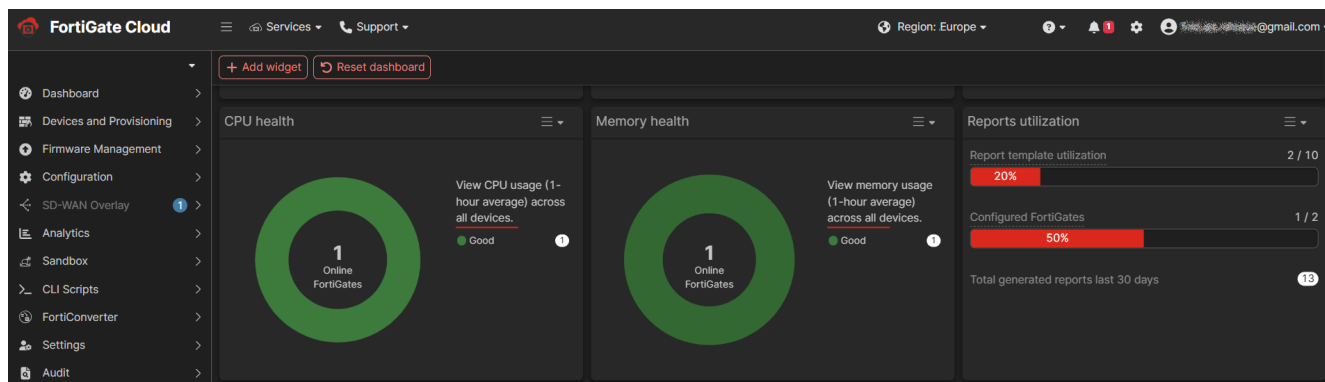 FortiGate Cloud
Services
Support
Region: Europe
1
@gmail.com
Add widget
Reset dashboard
Dashboard
Devices and Provisioning
Firmware Management
Configuration
SD-WAN Overlay 1
Analytics
Sandbox
CLI Scripts
FortiConverter
Settings
Audit
CPU health
1
Online
FortiGates
View CPU usage (1-
hour average) across
all devices.
Good 1
Memory health
1
Online
FortiGates
View memory usage
(1-hour average)
across all devices.
Good 1
Reports utilization
Report template utilization 2 / 10
20%
Configured FortiGates 1 / 2
50%
Total generated reports last 30 days 13